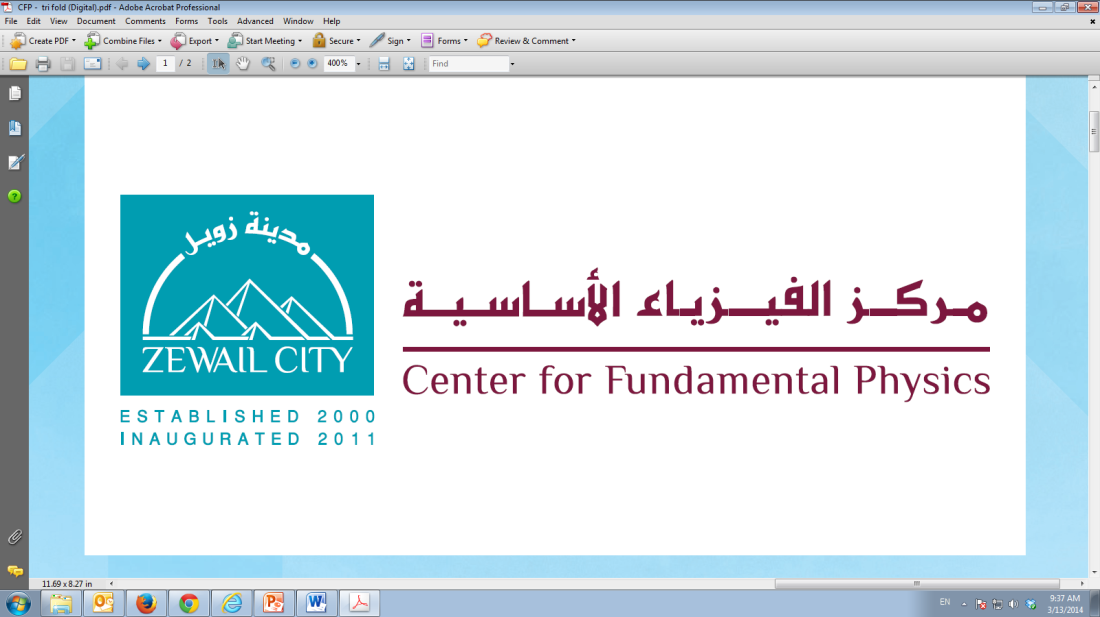 CFP - tri fold (Digital).pdf - Adobe Acrobat Professional
File Edit View Document Comments Forms Tools Advanced Window Help
Create PDF Combine Files Export Start Meeting Secure Sign Forms Review & Comment
1 / 2 400% Find
مدينة زويل
ZEWAIL CITY
ESTABLISHED 2000
INAUGURATED 2011
مركز الفيزياء الأساسية
Center for Fundamental Physics
11.69 x 8.27 in
EN 9:37 AM
3/13/2014